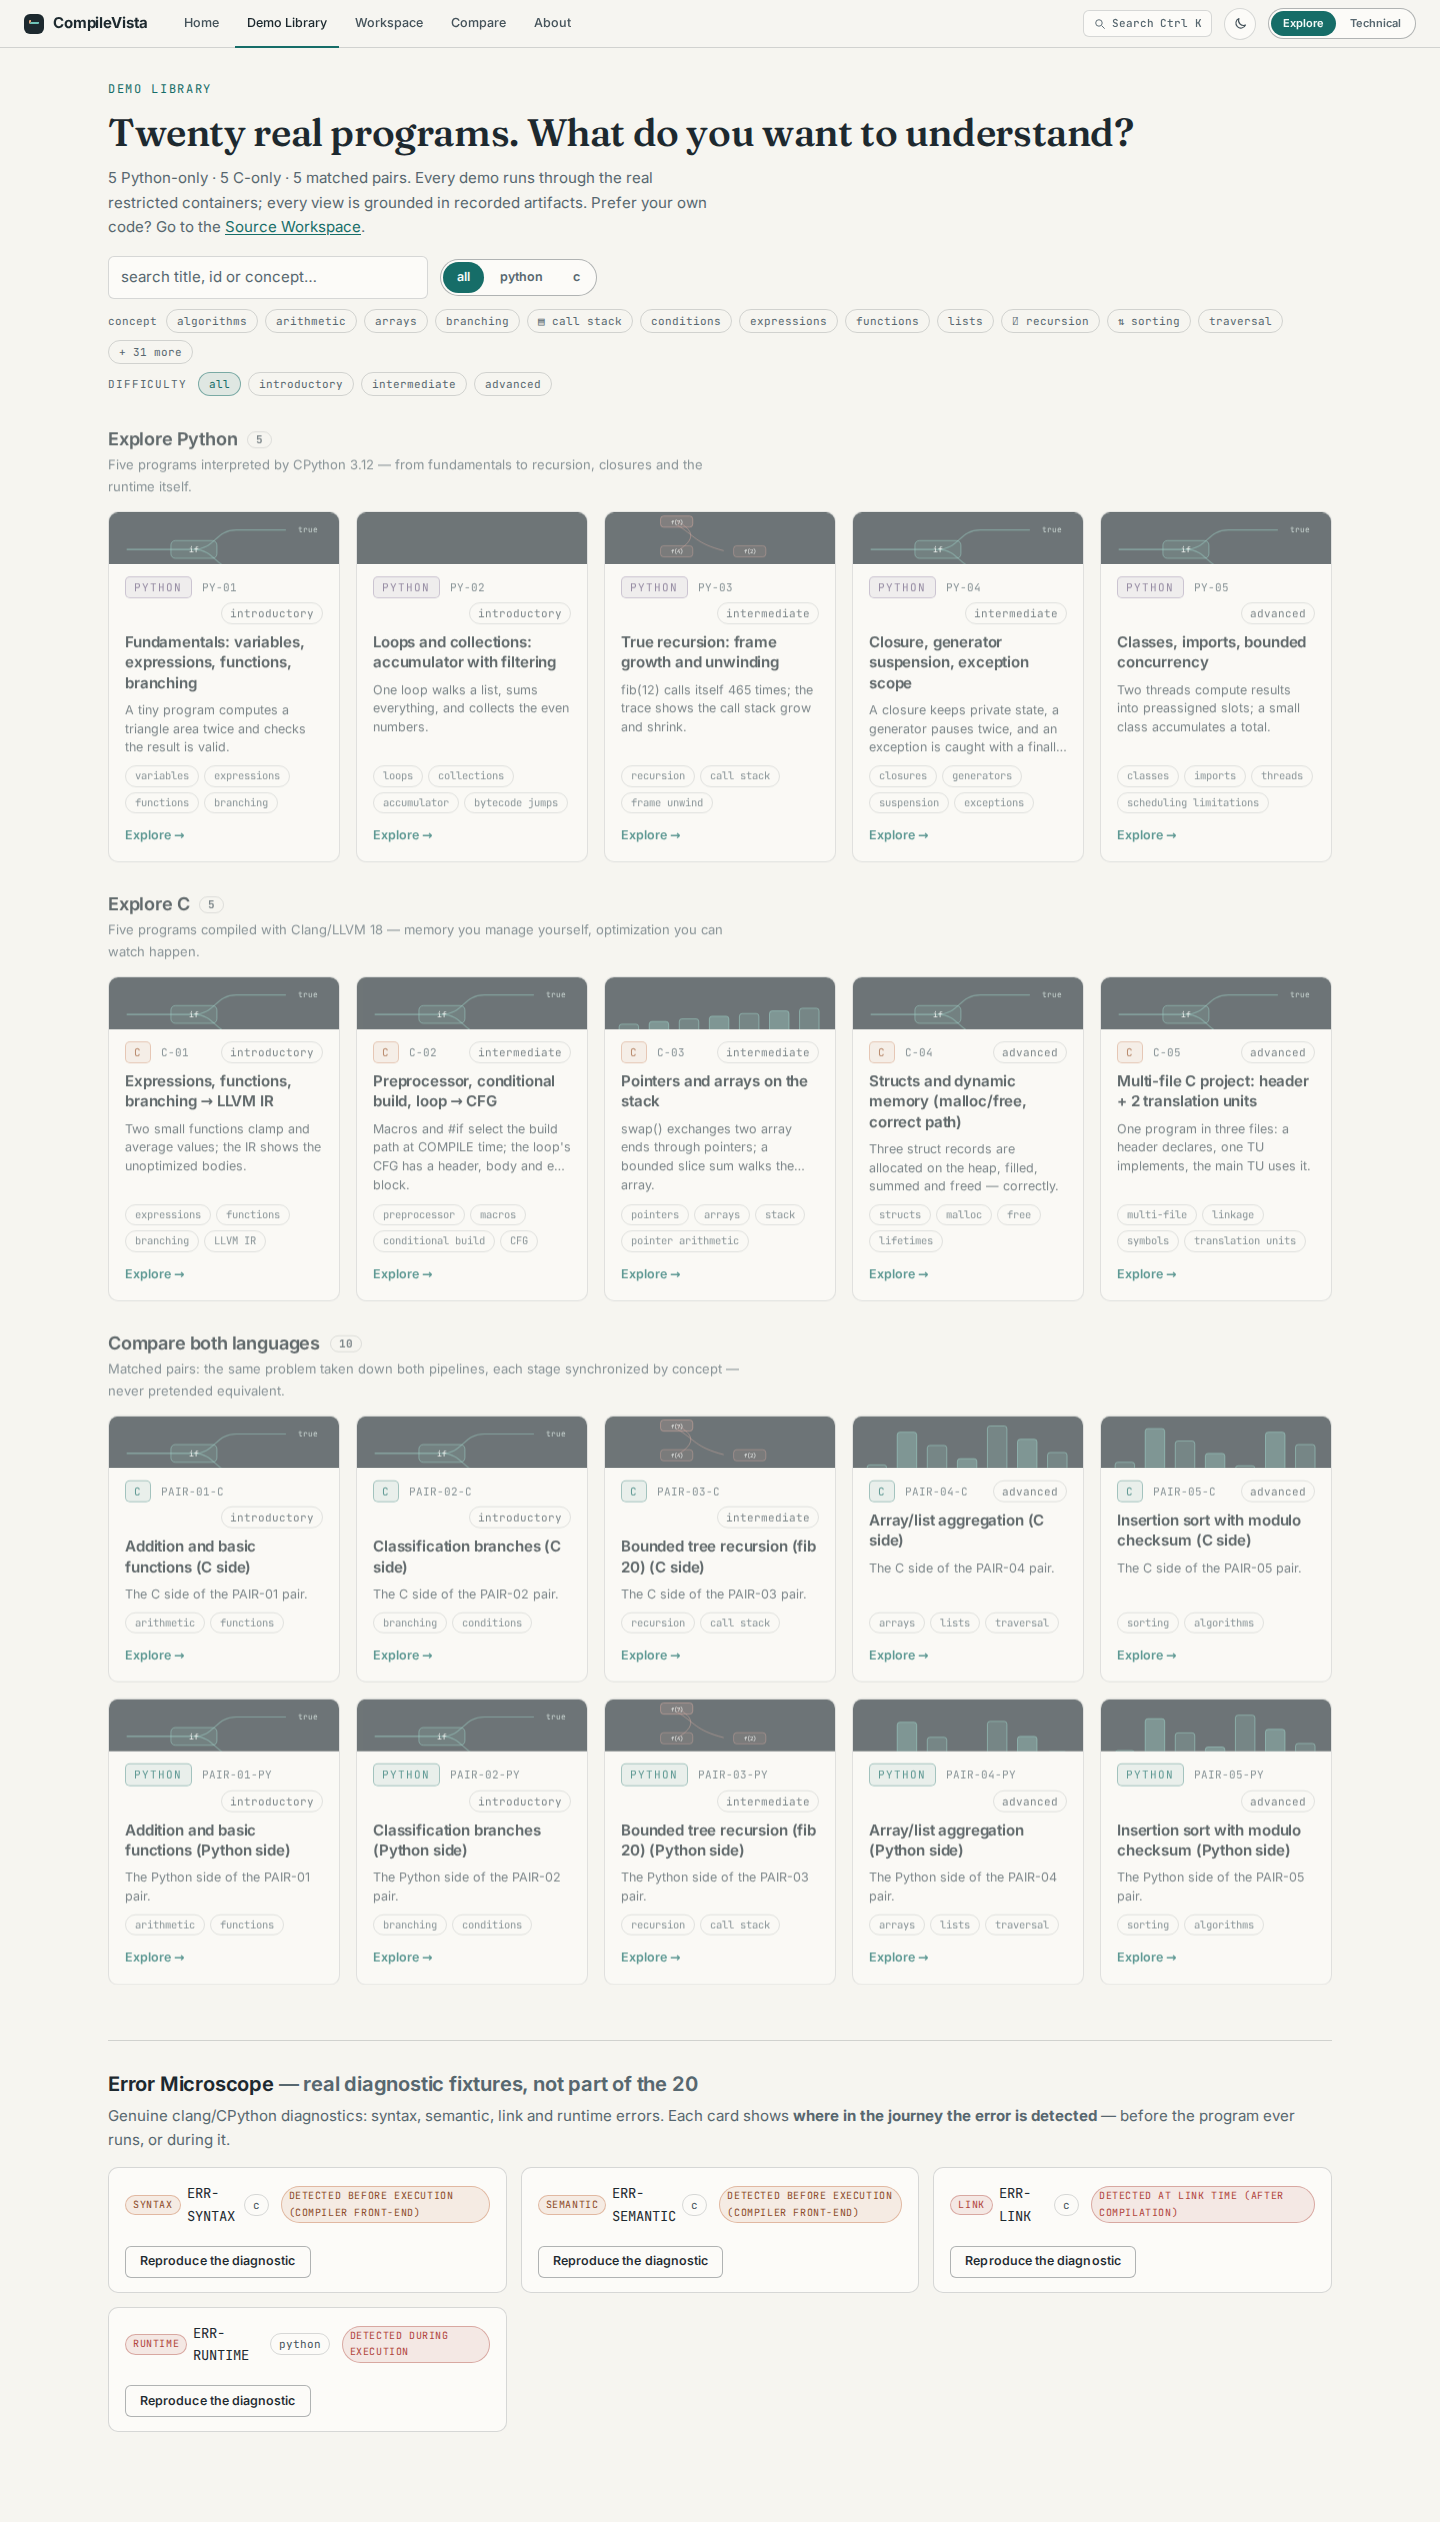 CompileVista
Home
Demo Library
Workspace
Compare
About
Search Ctrl K
Explore
Technical
DEMO LIBRARY
Twenty real programs. What do you want to understand?
5 Python-only · 5 C-only · 5 matched pairs. Every demo runs through the real
restricted containers; every view is grounded in recorded artifacts. Prefer your own
code? Go to the Source Workspace.
search title, id or concept...
all
python
c
concept
algorithms
arithmetic
arrays
branching
call stack
conditions
expressions
functions
lists
recursion
sorting
traversal
+ 31 more
DIFFICULTY
all
introductory
intermediate
advanced
Explore Python 5
Five programs interpreted by CPython 3.12 — from fundamentals to recursion, closures and the
runtime itself.
if true
PYTHON PY-01
introductory
Fundamentals: variables,
expressions, functions,
branching
A tiny program computes a
triangle area twice and checks
the result is valid.
variables expressions
functions branching
Explore →
PYTHON PY-02
introductory
Loops and collections:
accumulator with filtering
One loop walks a list, sums
everything, and collects the even
numbers.
loops collections
accumulator bytecode jumps
Explore →
f(4) f(2)
PYTHON PY-03
intermediate
True recursion: frame
growth and unwinding
fib(12) calls itself 465 times; the
trace shows the call stack grow
and shrink.
recursion call stack
frame unwind
Explore →
if true
PYTHON PY-04
intermediate
Closure, generator
suspension, exception
scope
A closure keeps private state, a
generator pauses twice, and an
exception is caught with a finall...
closures generators
suspension exceptions
Explore →
if true
PYTHON PY-05
advanced
Classes, imports, bounded
concurrency
Two threads compute results
into preassigned slots; a small
class accumulates a total.
classes imports threads
scheduling limitations
Explore →
Explore C 5
Five programs compiled with Clang/LLVM 18 — memory you manage yourself, optimization you can
watch happen.
if true
C C-01 introductory
Expressions, functions,
branching → LLVM IR
Two small functions clamp and
average values; the IR shows the
unoptimized bodies.
expressions functions
branching LLVM IR
Explore →
if true
C C-02 intermediate
Preprocessor, conditional
build, loop → CFG
Macros and #if select the build
path at COMPILE time; the loop's
CFG has a header, body and e...
block.
preprocessor macros
conditional build CFG
Explore →
C C-03 intermediate
Pointers and arrays on the
stack
swap() exchanges two array
ends through pointers; a
bounded slice sum walks the...
array.
pointers arrays stack
pointer arithmetic
Explore →
if true
C C-04 advanced
Structs and dynamic
memory (malloc/free,
correct path)
Three struct records are
allocated on the heap, filled,
summed and freed — correctly.
structs malloc free
lifetimes
Explore →
if true
C C-05 advanced
Multi-file C project: header
+ 2 translation units
One program in three files: a
header declares, one TU
implements, the main TU uses it.
multi-file linkage
symbols translation units
Explore →
Compare both languages 10
Matched pairs: the same problem taken down both pipelines, each stage synchronized by concept —
never pretended equivalent.
if true
C PAIR-01-C
introductory
Addition and basic
functions (C side)
The C side of the PAIR-01 pair.
arithmetic functions
Explore →
if true
C PAIR-02-C
introductory
Classification branches (C
side)
The C side of the PAIR-02 pair.
branching conditions
Explore →
f(4) f(2)
C PAIR-03-C
intermediate
Bounded tree recursion (fib
20) (C side)
The C side of the PAIR-03 pair.
recursion call stack
Explore →
C PAIR-04-C advanced
Array/list aggregation (C
side)
The C side of the PAIR-04 pair.
arrays lists traversal
Explore →
C PAIR-05-C advanced
Insertion sort with modulo
checksum (C side)
The C side of the PAIR-05 pair.
sorting algorithms
Explore →
if true
PYTHON PAIR-01-PY
introductory
Addition and basic
functions (Python side)
The Python side of the PAIR-01
pair.
arithmetic functions
Explore →
if true
PYTHON PAIR-02-PY
introductory
Classification branches
(Python side)
The Python side of the PAIR-02
pair.
branching conditions
Explore →
f(4) f(2)
PYTHON PAIR-03-PY
intermediate
Bounded tree recursion (fib
20) (Python side)
The Python side of the PAIR-03
pair.
recursion call stack
Explore →
PYTHON PAIR-04-PY
advanced
Array/list aggregation
(Python side)
The Python side of the PAIR-04
pair.
arrays lists traversal
Explore →
PYTHON PAIR-05-PY
advanced
Insertion sort with modulo
checksum (Python side)
The Python side of the PAIR-05
pair.
sorting algorithms
Explore →
Error Microscope — real diagnostic fixtures, not part of the 20
Genuine clang/CPython diagnostics: syntax, semantic, link and runtime errors. Each card shows where in the journey the error is detected — before the program ever
runs, or during it.
SYNTAX
ERR-
SYNTAX
c
DETECTED BEFORE EXECUTION
(COMPILER FRONT-END)
Reproduce the diagnostic
SEMANTIC
ERR-
SEMANTIC
c
DETECTED BEFORE EXECUTION
(COMPILER FRONT-END)
Reproduce the diagnostic
LINK
ERR-
LINK
c
DETECTED AT LINK TIME (AFTER
COMPILATION)
Reproduce the diagnostic
RUNTIME
ERR-
RUNTIME
python
DETECTED DURING
EXECUTION
Reproduce the diagnostic